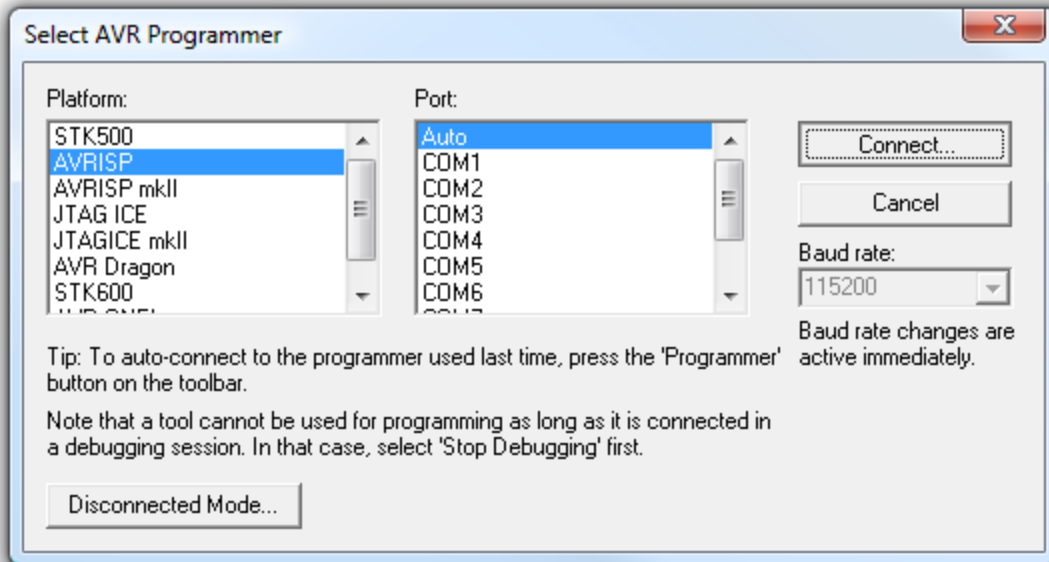 Select AVR Programmer
Platform:
STK500
AVRISP
AVRISP mkII
JTAG ICE
JTAGICE mkII
AVR Dragon
STK600
Port:
Auto
COM1
COM2
COM3
COM4
COM5
COM6
Connect...
Cancel
Baud rate:
115200
Baud rate changes are
active immediately.
Tip: To auto-connect to the programmer used last time, press the 'Programmer'
button on the toolbar.
Note that a tool cannot be used for programming as long as it is connected in
a debugging session. In that case, select 'Stop Debugging' first.
Disconnected Mode...